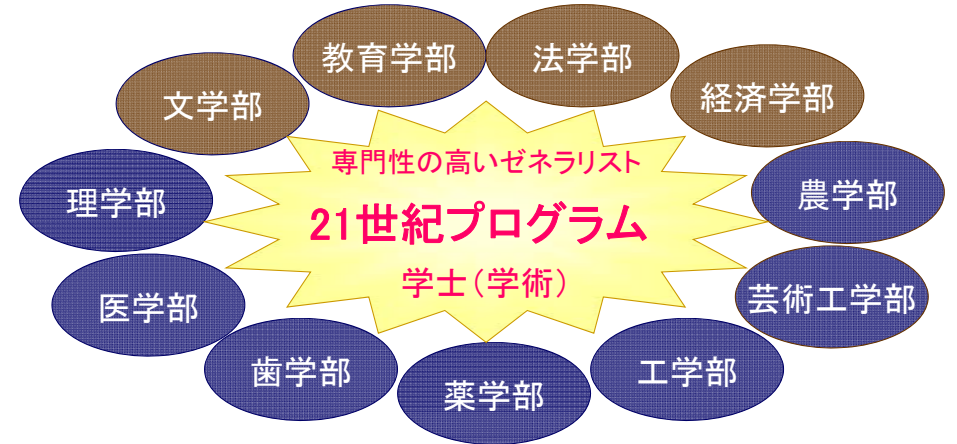 教育学部
法学部
文学部
経済学部
専門性の高いゼネラリスト
理学部
農学部
21世紀プログラム
学士(学術)
医学部
芸術工学部
歯学部
工学部
薬学部